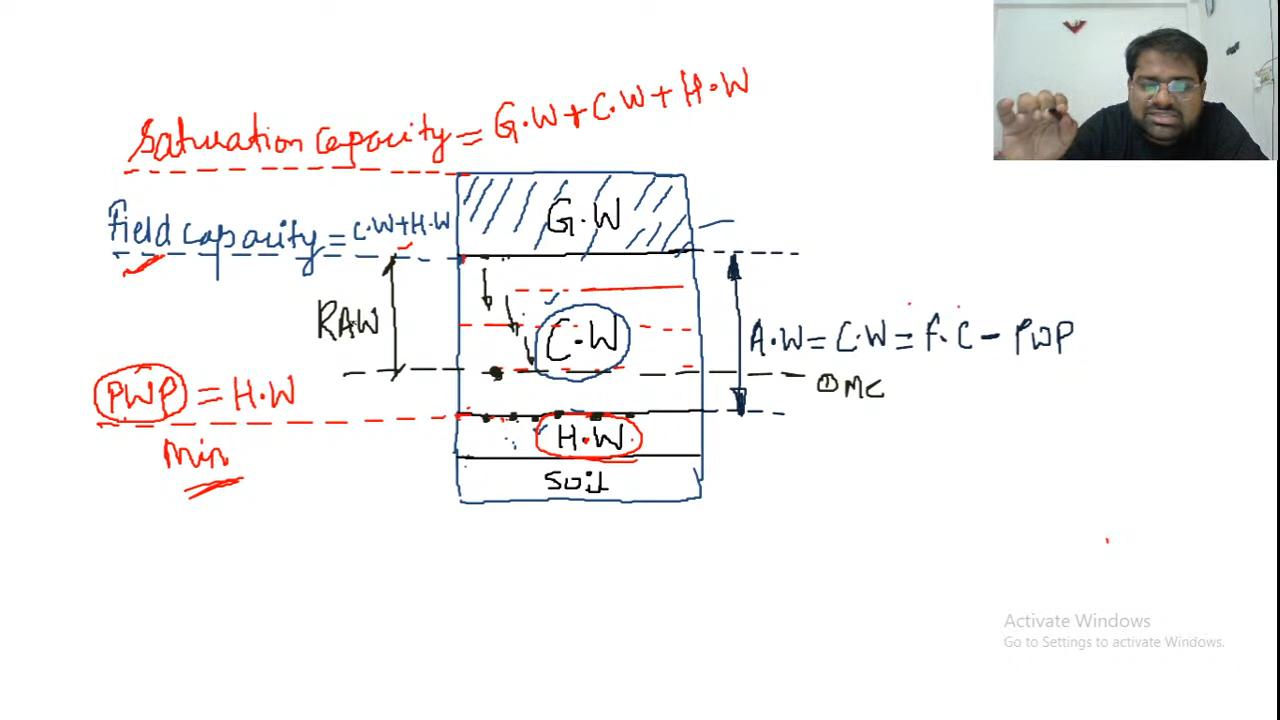 Saturation capacity = G.W + C.W + H.W
G.W
Field capacity = C.W + H.W
RAW
C.W
A.W = C.W = F.C - PWP
OMC
PWP = H.W
H.W
Min
Soil
Activate Windows
Go to Settings to activate Windows.